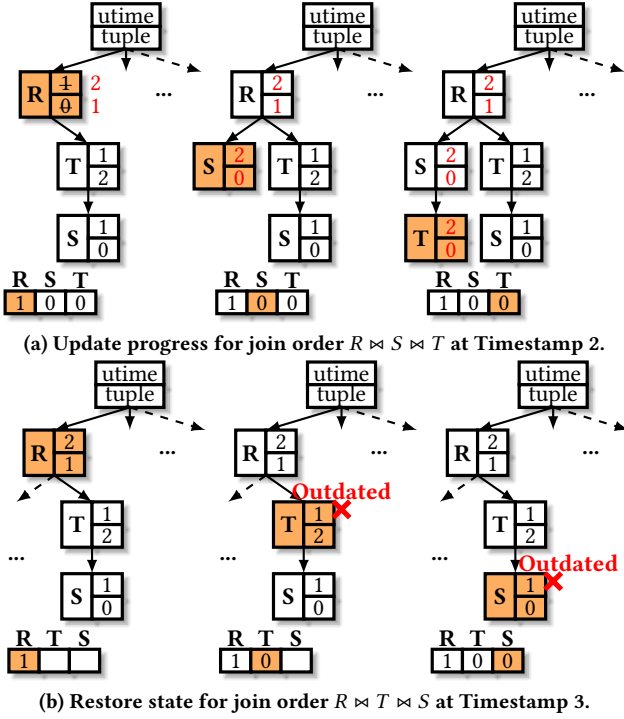 utime utime utime
tuple tuple tuple
R 1 0 2 1 ... R 2 1 ... R 2 1 ...
T 1 2 S 2 0 T 1 2 S 2 0 T 1 2
S 1 0 S 1 0 T 2 0 S 1 0
R S T R S T R S T
1 0 0 1 0 0 1 0 0
(a) Update progress for join order R ⋈ S ⋈ T at Timestamp 2.
utime utime utime
tuple tuple tuple
R 2 1 ... R 2 1 ... R 2 1 ...
Outdated
T 1 2 T 1 2 T 1 2
... ... ...
Outdated
S 1 0 S 1 0 S 1 0
R T S R T S R T S
1 1 0 1 0 0
(b) Restore state for join order R ⋈ T ⋈ S at Timestamp 3.